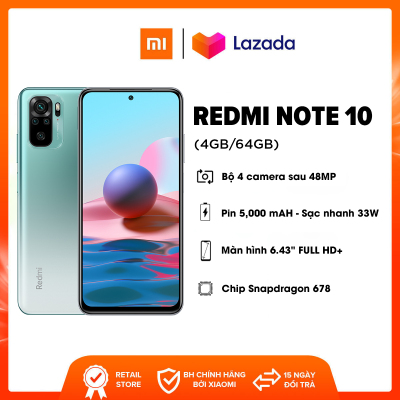 mi
Lazada
REDMI NOTE 10
(4GB/64GB)
Bộ 4 camera sau 48MP
Pin 5,000 mAH - Sạc nhanh 33W
Màn hình 6.43" FULL HD+
Chip Snapdragon 678
Redmi
RETAIL
STORE
BH CHÍNH HÃNG
BỞI XIAOMI
15 NGÀY
ĐỔI TRẢ